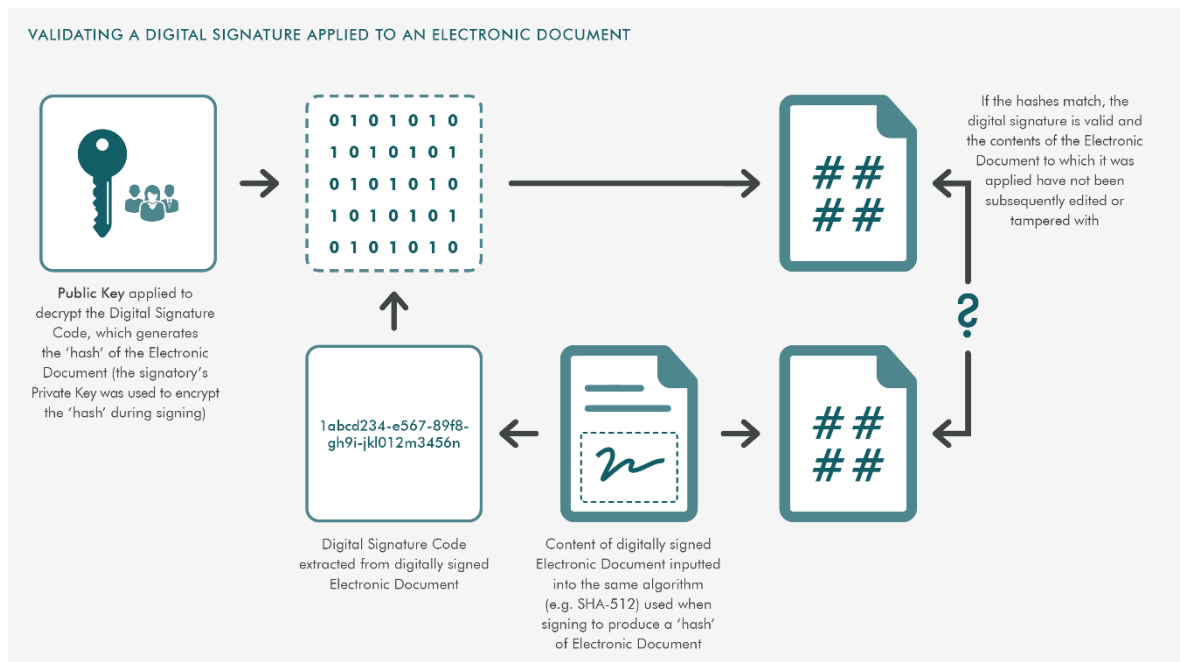 VALIDATING A DIGITAL SIGNATURE APPLIED TO AN ELECTRONIC DOCUMENT
0 1 0 1 0 1 0
1 0 1 0 1 0 1
0 1 0 1 0 1 0
1 0 1 0 1 0 1
0 1 0 1 0 1 0
# #
# #
If the hashes match, the
digital signature is valid and
the contents of the Electronic
Document to which it was
applied have not been
subsequently edited or
tampered with
Public Key applied to
decrypt the Digital Signature
Code, which generates
the ‘hash’ of the Electronic
Document (the signatory’s
Private Key was used to encrypt
the ‘hash’ during signing)
?
1abcd234-e567-89f8-
gh9i-jkl012m3456n
# #
# #
Digital Signature Code
extracted from digitally signed
Electronic Document
Content of digitally signed
Electronic Document inputted
into the same algorithm
(e.g. SHA-512) used when
signing to produce a ‘hash’
of Electronic Document